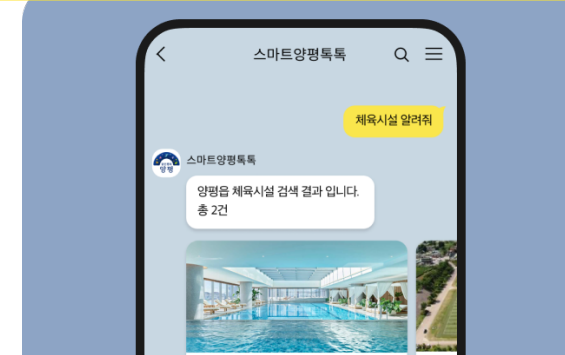 스마트양평톡톡
체육시설 알려줘
스마트양평톡톡
양평
양평읍 체육시설 검색 결과 입니다.
총 2건